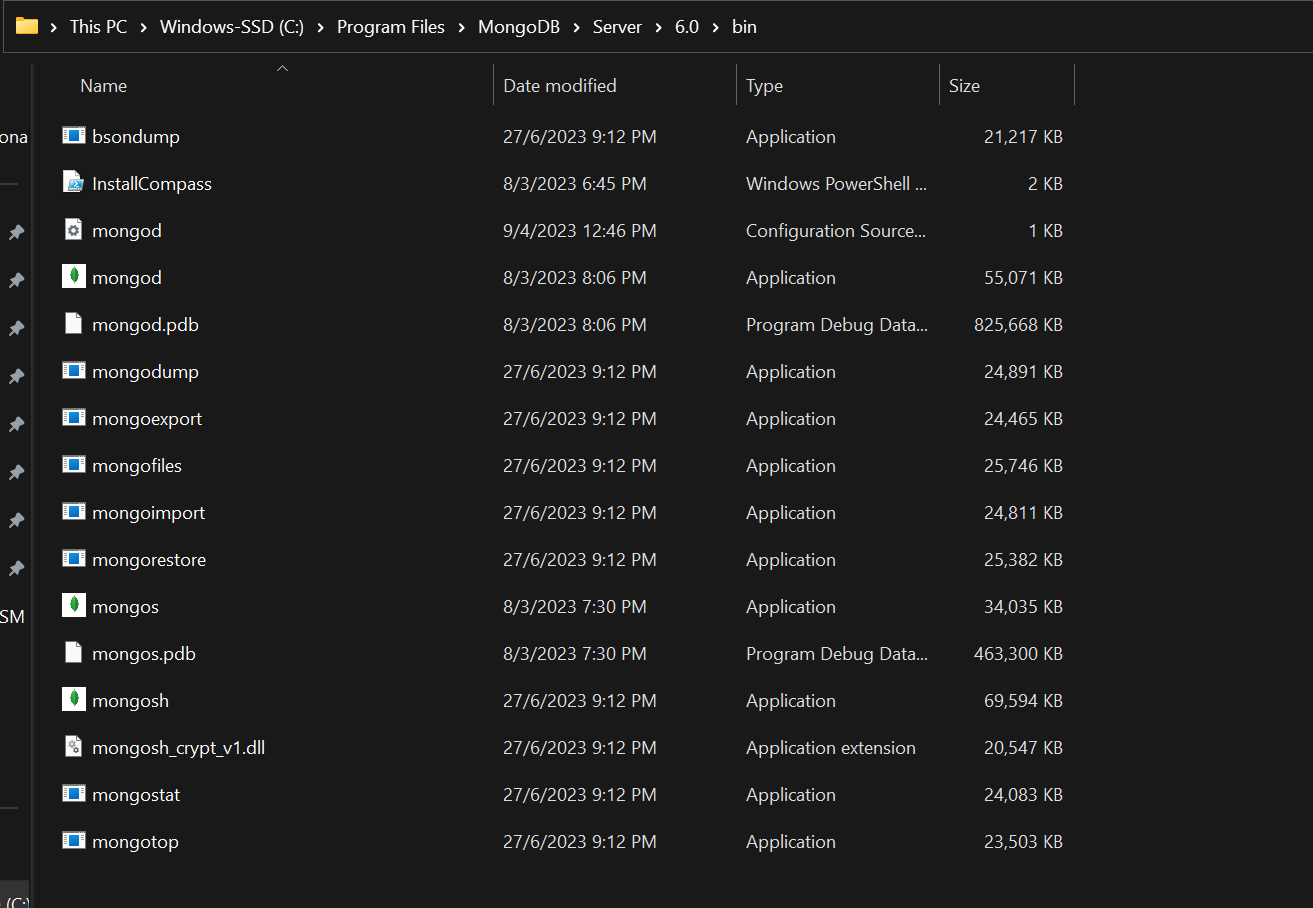 This PC > Windows-SSD (C:) > Program Files > MongoDB > Server > 6.0 > bin
Name Date modified Type Size
ona
bsondump 27/6/2023 9:12 PM Application 21,217 KB
InstallCompass 8/3/2023 6:45 PM Windows PowerShell ... 2 KB
mongod 9/4/2023 12:46 PM Configuration Source... 1 KB
mongod 8/3/2023 8:06 PM Application 55,071 KB
mongod.pdb 8/3/2023 8:06 PM Program Debug Data... 825,668 KB
mongodump 27/6/2023 9:12 PM Application 24,891 KB
mongoexport 27/6/2023 9:12 PM Application 24,465 KB
mongofiles 27/6/2023 9:12 PM Application 25,746 KB
mongoimport 27/6/2023 9:12 PM Application 24,811 KB
mongorestore 27/6/2023 9:12 PM Application 25,382 KB
mongos 8/3/2023 7:30 PM Application 34,035 KB
SM
mongos.pdb 8/3/2023 7:30 PM Program Debug Data... 463,300 KB
mongosh 27/6/2023 9:12 PM Application 69,594 KB
mongosh_crypt_v1.dll 27/6/2023 9:12 PM Application extension 20,547 KB
mongostat 27/6/2023 9:12 PM Application 24,083 KB
mongotop 27/6/2023 9:12 PM Application 23,503 KB
(C:)